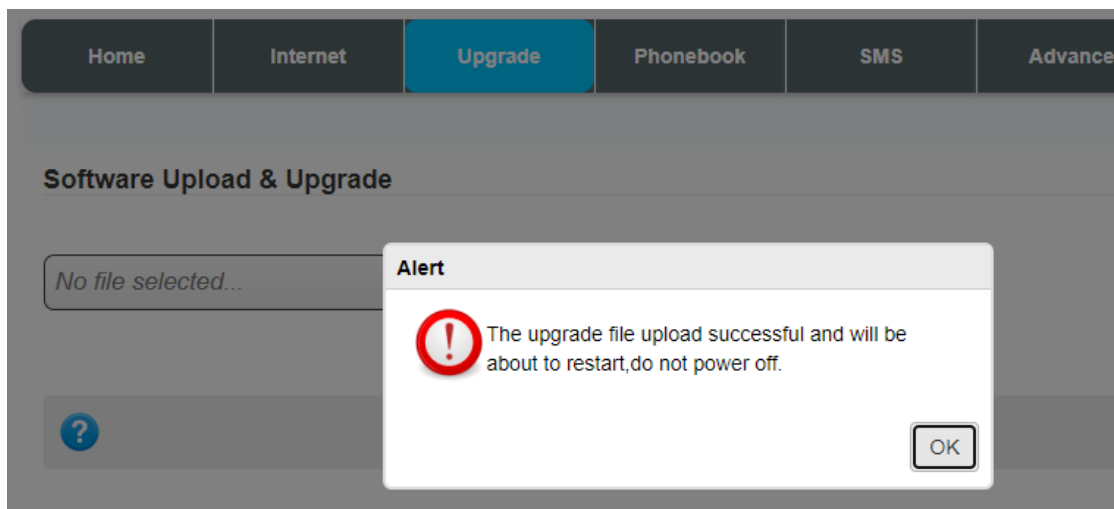 Home Internet Upgrade Phonebook SMS Advance
Software Upload & Upgrade
No file selected...
Alert
The upgrade file upload successful and will be
about to restart,do not power off.
OK